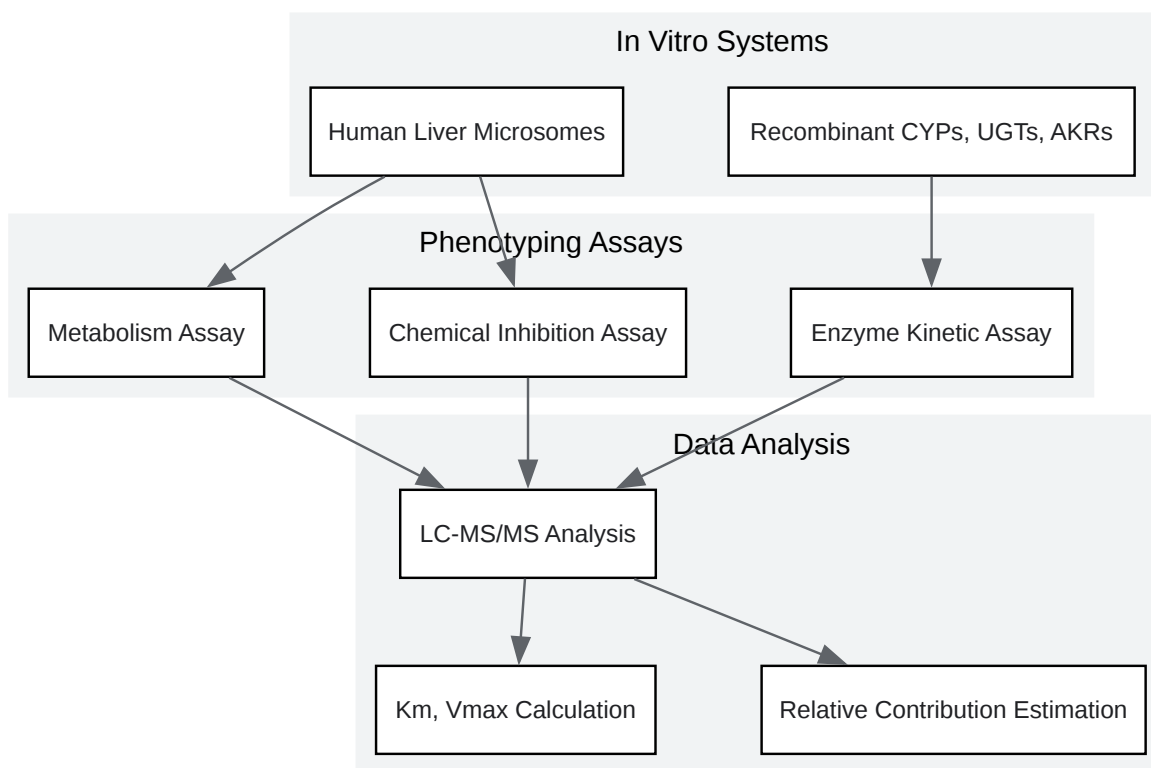 In Vitro Systems
Human Liver Microsomes
Recombinant CYPs, UGTs, AKRs
Phenotyping Assays
Metabolism Assay
Chemical Inhibition Assay
Enzyme Kinetic Assay
Data Analysis
LC-MS/MS Analysis
Km, Vmax Calculation
Relative Contribution Estimation